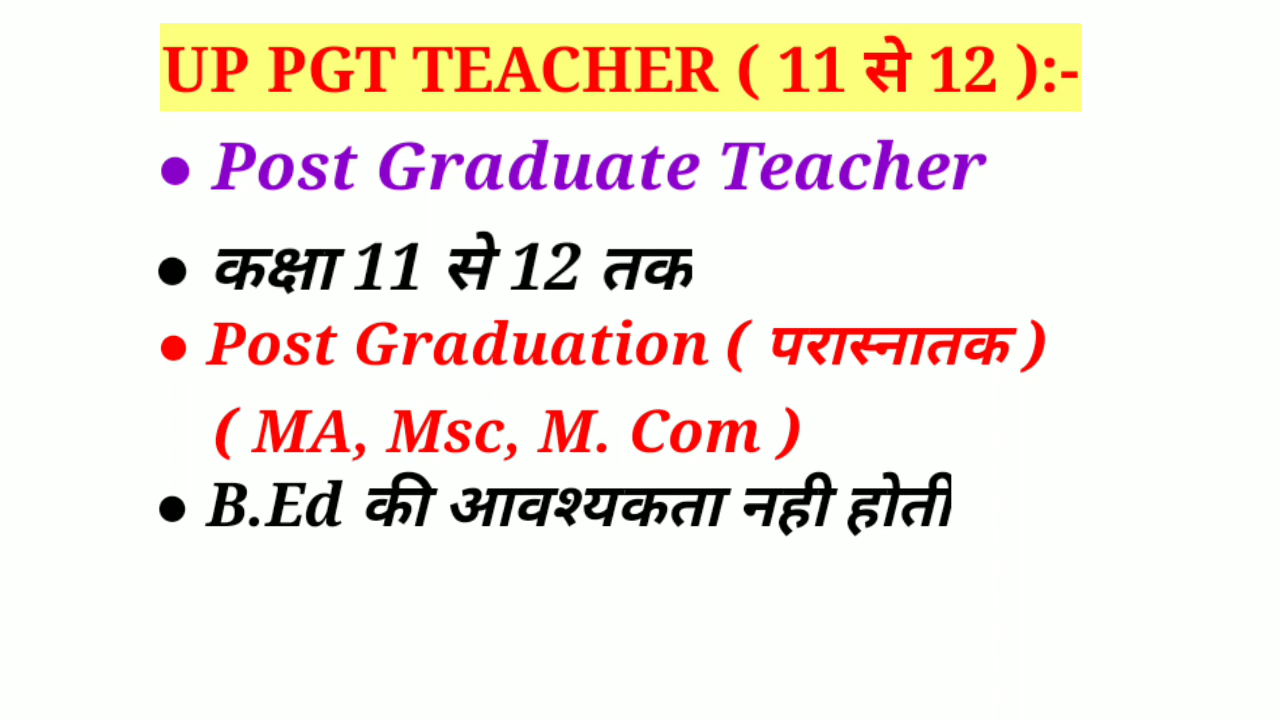 UP PGT TEACHER ( 11 से 12 ):-
● Post Graduate Teacher
● कक्षा 11 से 12 तक
● Post Graduation ( परास्नातक )
( MA, Msc, M. Com )
● B.Ed की आवश्यकता नही होती